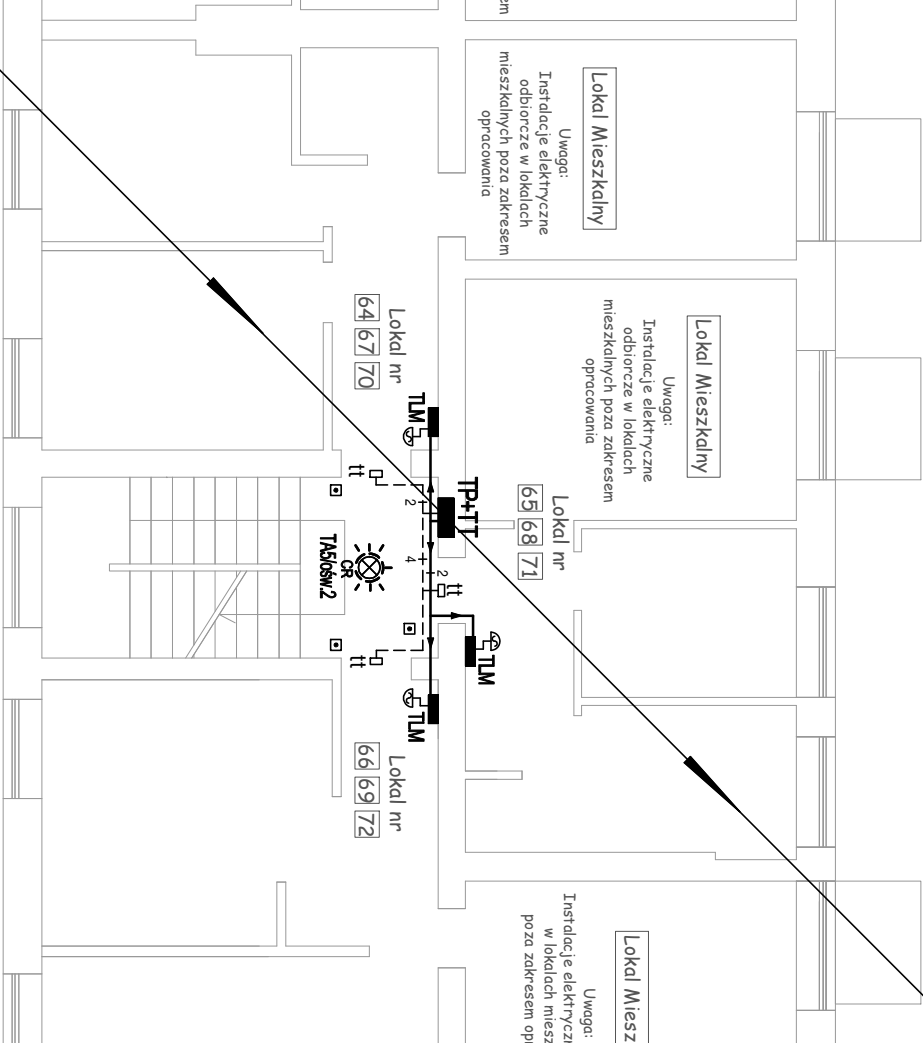 em
Lokal Mieszkalny
Uwaga:
Instalacje elektryczne
odbiorcze w lokalach
mieszkalnych poza zakresem
opracowania
Lokal Mieszkalny
Uwaga:
Instalacje elektryczne
odbiorcze w lokalach
mieszkalnych poza zakresem
opracowania
Lokal nr
64 67 70
TLM
tt
TP+TT
2
Lokal nr
65 68 71
4
2
tt
CR
TA5/ośw.2
tt
TLM
TLM
Lokal nr
66 69 72
Lokal Miesz
Uwaga:
Instalacje elektryczn
w lokalach miesz
poza zakresem opr